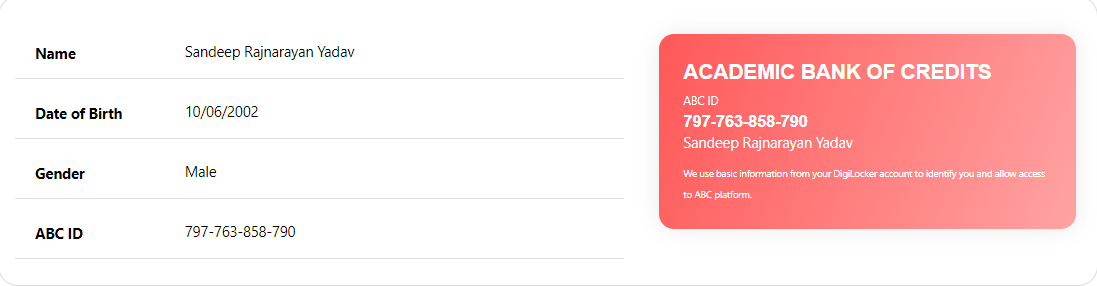 Name Sandeep Rajnarayan Yadav
Date of Birth 10/06/2002
Gender Male
ABC ID 797-763-858-790
ACADEMIC BANK OF CREDITS
ABC ID
797-763-858-790
Sandeep Rajnarayan Yadav
We use basic information from your DigiLocker account to identify you and allow access
to ABC platform.